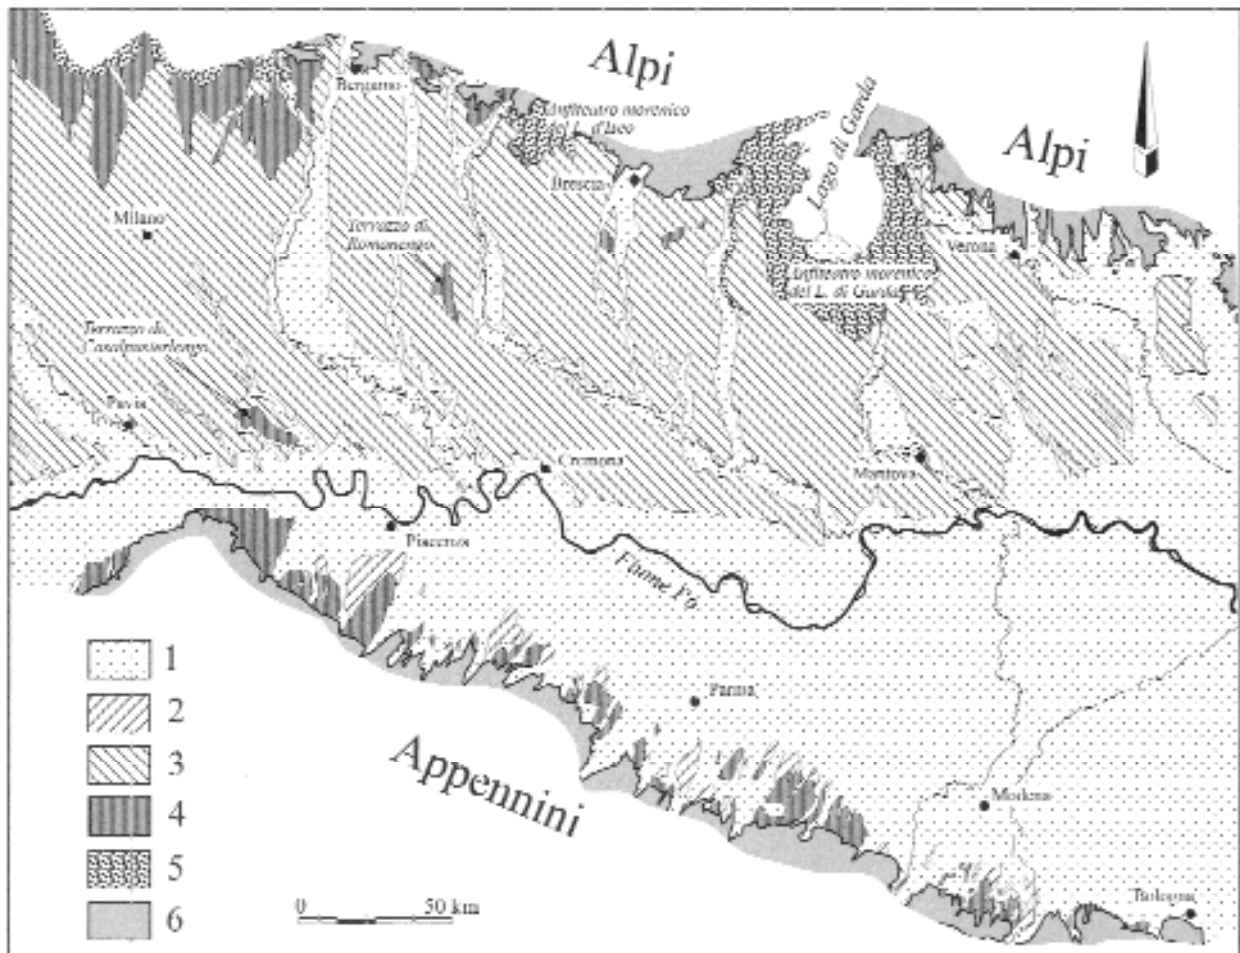 Alpi
Bergamo
Anfiteatro morenico
del L. d'Iseo
Lago di Garda
Alpi
Brescia
Milano
Terrazzo di
Romanengo
Verona
Anfiteatro morenico
del L. di Garda
Terrazzo di
Casalpusterlengo
Pavia
Cremona
Mantova
Piacenza
Fiume Po
1
2
Parma
3
Appennini
4
Modena
5
6
0 50 km
Bologna